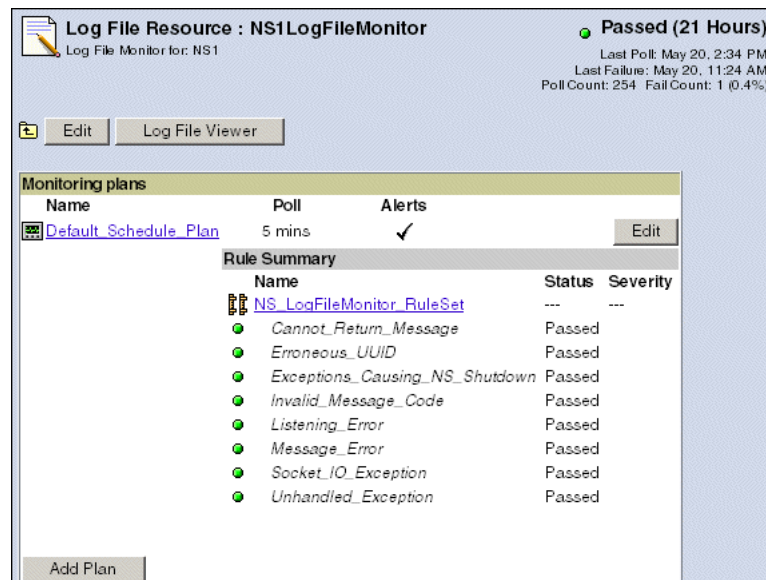 Log File Resource : NS1LogFileMonitor
Log File Monitor for: NS1
Passed (21 Hours)
Last Poll: May 20, 2:34 PM
Last Failure: May 20, 11:24 AM
Poll Count: 254 Fail Count: 1 (0.4%)
Edit Log File Viewer
Monitoring plans
Name Poll Alerts
Default_Schedule_Plan 5 mins ✓ Edit
Rule Summary
Name Status Severity
NS_LogFileMonitor_RuleSet --- ---
Cannot_Return_Message Passed
Erroneous_UUID Passed
Exceptions_Causing_NS_Shutdown Passed
Invalid_Message_Code Passed
Listening_Error Passed
Message_Error Passed
Socket_IO_Exception Passed
Unhandled_Exception Passed
Add Plan